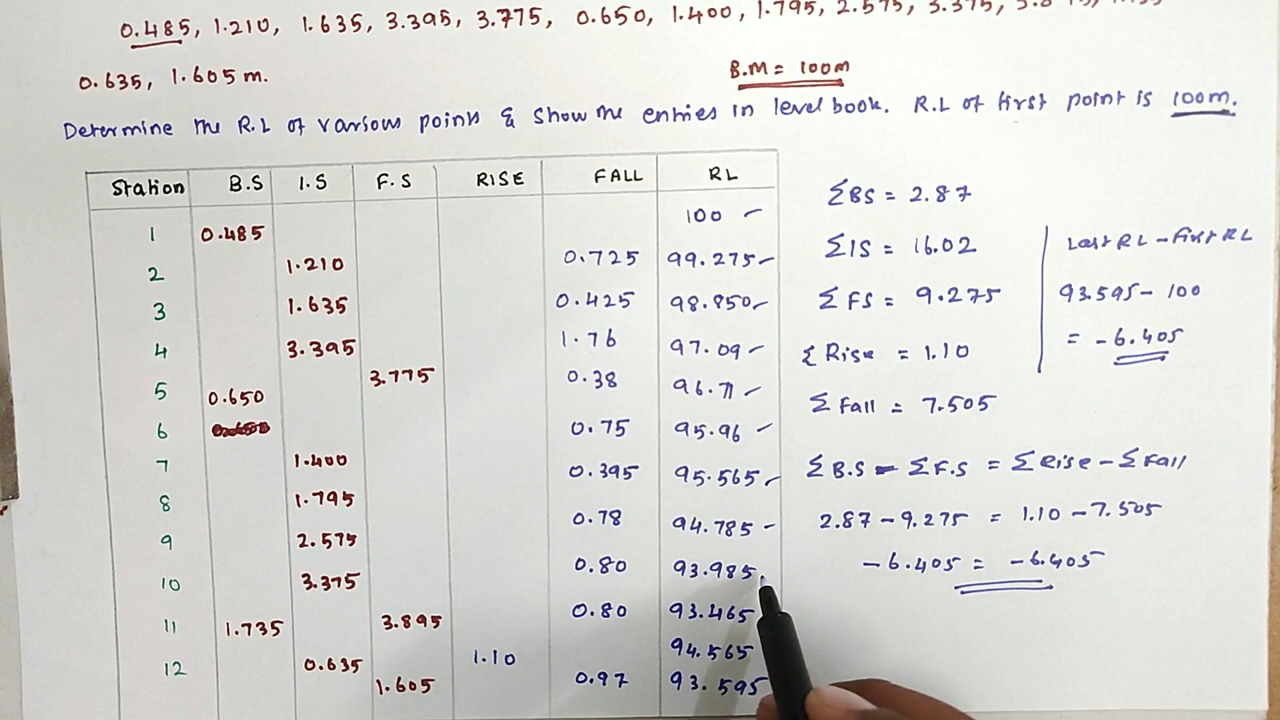 0.485, 1.210, 1.635, 3.395, 3.775, 0.650, 1.400, 1.795, 2.575, 3.375,
0.635, 1.605 m.
B.M = 100m
Determine the R.L of various points & show the entries in level book. R.L of first point is 100m.
Station B.S I.S F.S RISE FALL RL
1 0.485 100
2 1.210 0.725 99.275
3 1.635 0.425 98.850
4 3.395 1.76 97.09
5 0.650 3.775 0.38 96.71
6 0.75 95.96
7 1.400 0.395 95.565
8 1.795 0.78 94.785
9 2.575 0.80 93.985
10 3.375 0.80 93.465
11 1.735 3.895 94.565
12 0.635 1.10
1.605 0.97 93.595
ΣBS = 2.87
ΣIS = 16.02
ΣFS = 9.275
ΣRise = 1.10
ΣFall = 7.505
Last RL - First RL
93.595 - 100
= -6.405
ΣB.S - ΣF.S = ΣRise - ΣFall
2.87 - 9.275 = 1.10 - 7.505
-6.405 = -6.405